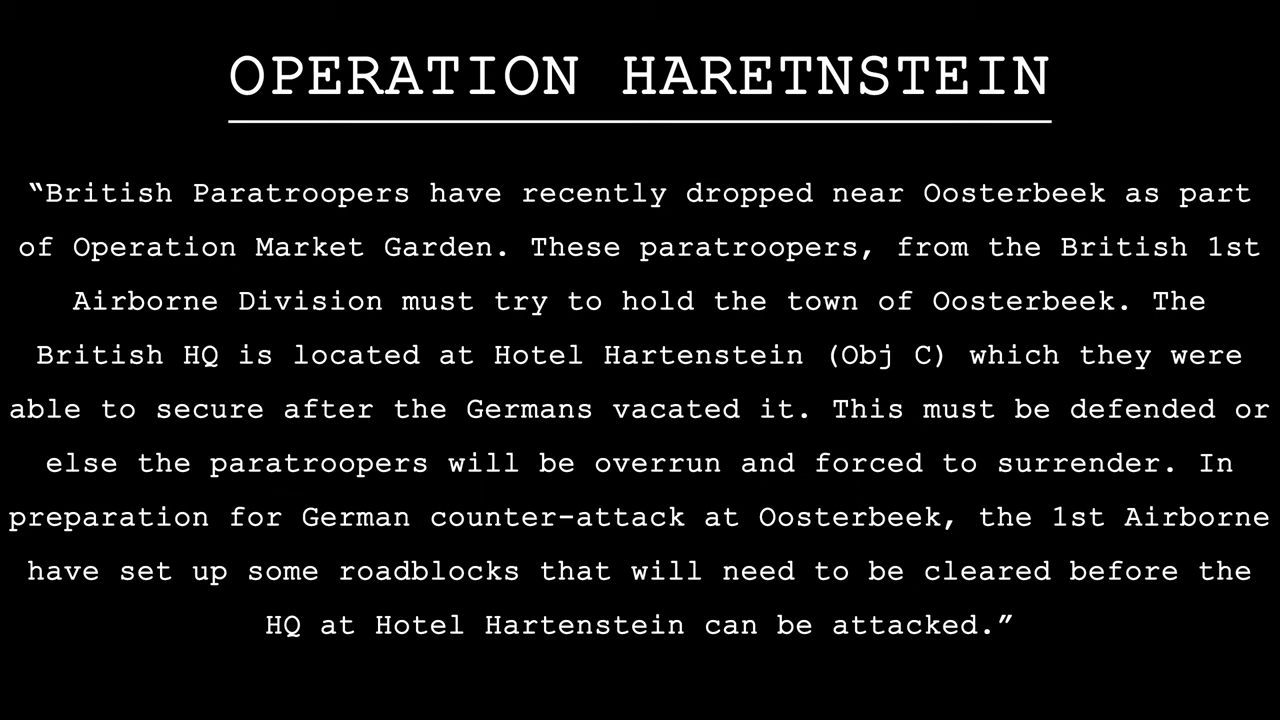 OPERATION HARETNSTEIN
“British Paratroopers have recently dropped near Oosterbeek as part
of Operation Market Garden. These paratroopers, from the British 1st
Airborne Division must try to hold the town of Oosterbeek. The
British HQ is located at Hotel Hartenstein (Obj C) which they were
able to secure after the Germans vacated it. This must be defended or
else the paratroopers will be overrun and forced to surrender. In
preparation for German counter-attack at Oosterbeek, the 1st Airborne
have set up some roadblocks that will need to be cleared before the
HQ at Hotel Hartenstein can be attacked.”